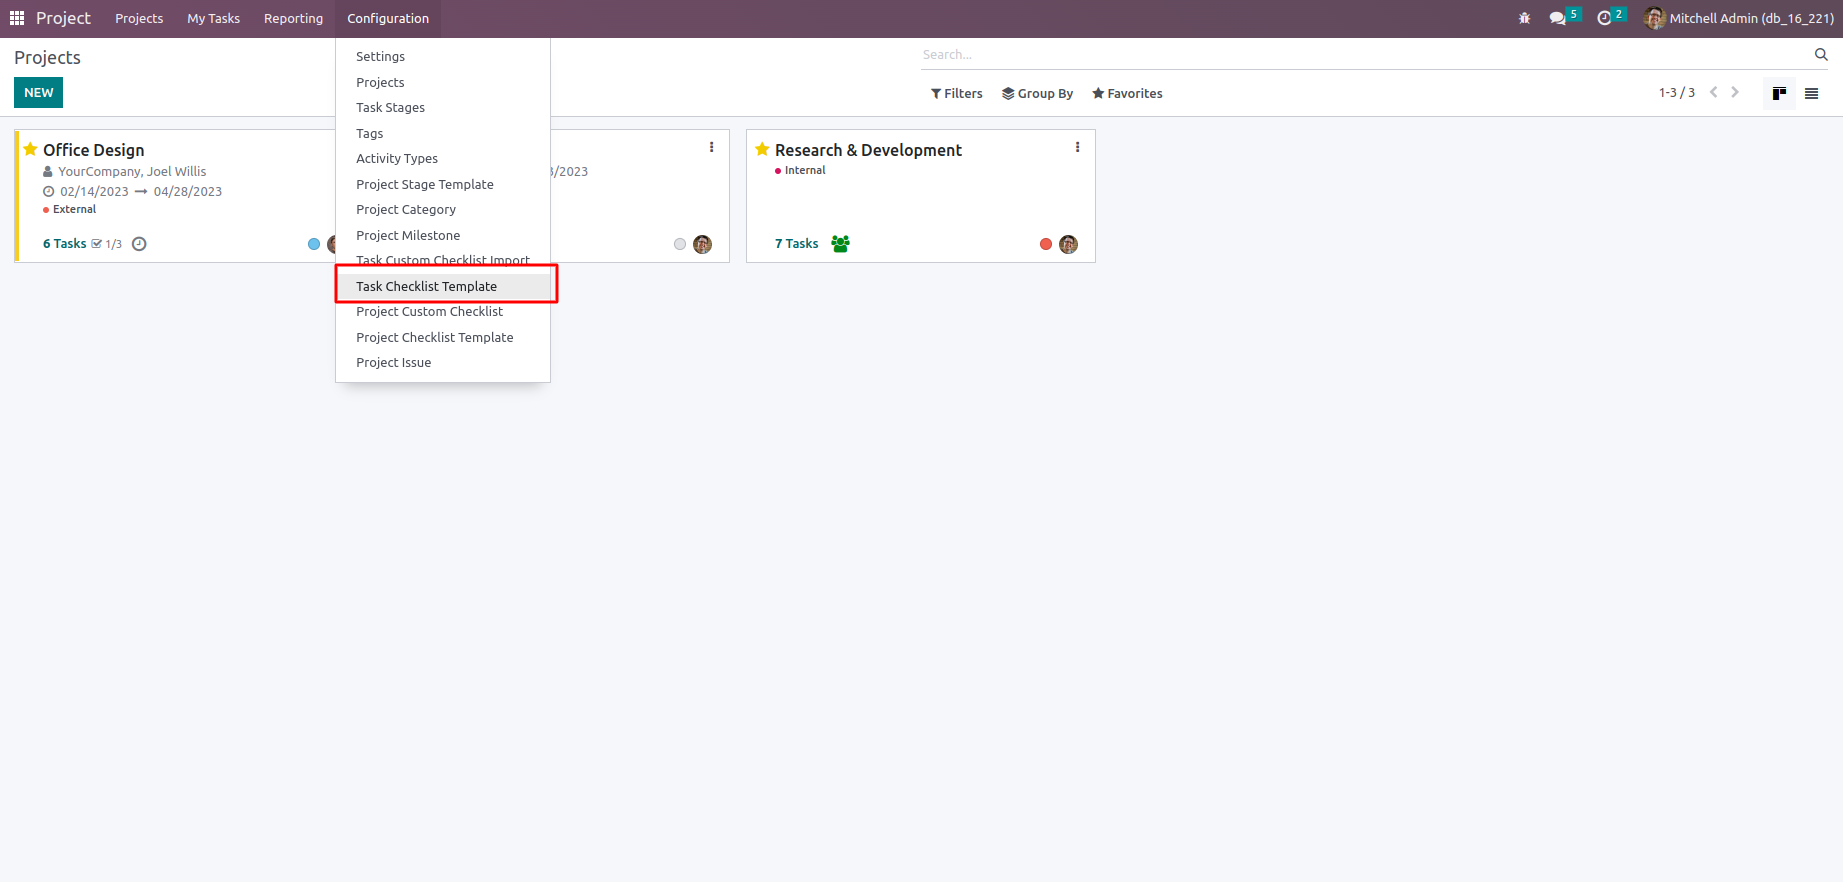 Project Projects My Tasks Reporting Configuration 5 2 Mitchell Admin (db_16_221)
Projects
Search...
NEW
Filters Group By Favorites 1-3 / 3
Settings
Projects
Task Stages
Tags
Activity Types
Project Stage Template
Project Category
Project Milestone
Task Custom Checklist Import
Task Checklist Template
Project Custom Checklist
Project Checklist Template
Project Issue
Office Design
YourCompany, Joel Willis
02/14/2023 → 04/28/2023
External
6 Tasks 1/3
/2023
Research & Development
Internal
7 Tasks